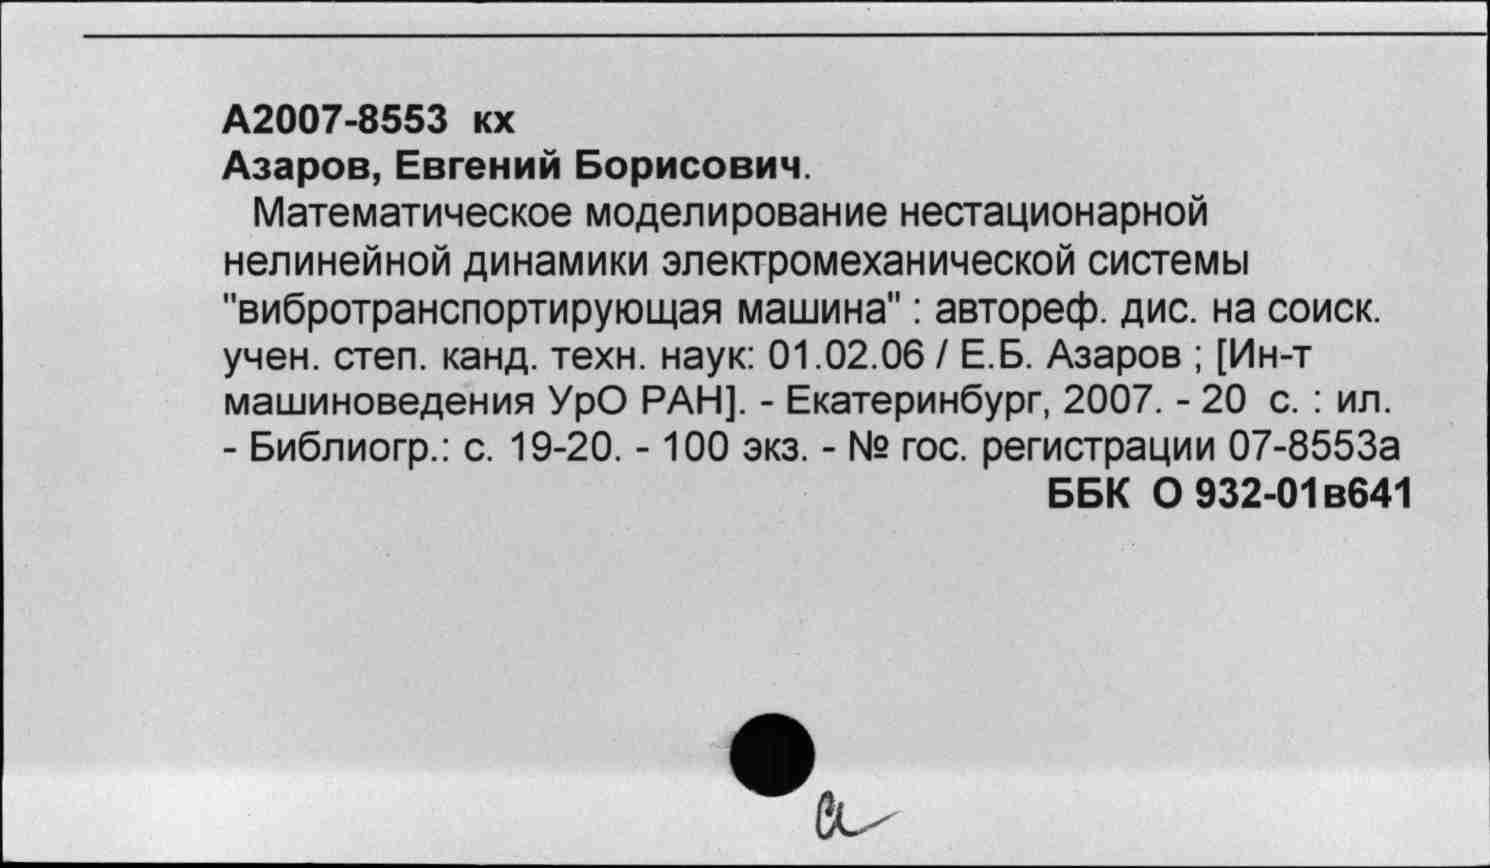 А2007-8553 кх
Азаров, Евгений Борисович.
Математическое моделирование нестационарной
нелинейной динамики электромеханической системы
"вибротранспортирующая машина" : автореф. дис. на соиск.
учен. степ. канд. техн. наук: 01.02.06 / Е.Б. Азаров ; [Ин-т
машиноведения УрО РАН]. - Екатеринбург, 2007. - 20 с. : ил.
- Библиогр.: с. 19-20. - 100 экз. - № гос. регистрации 07-8553а
ББК О 932-01в641